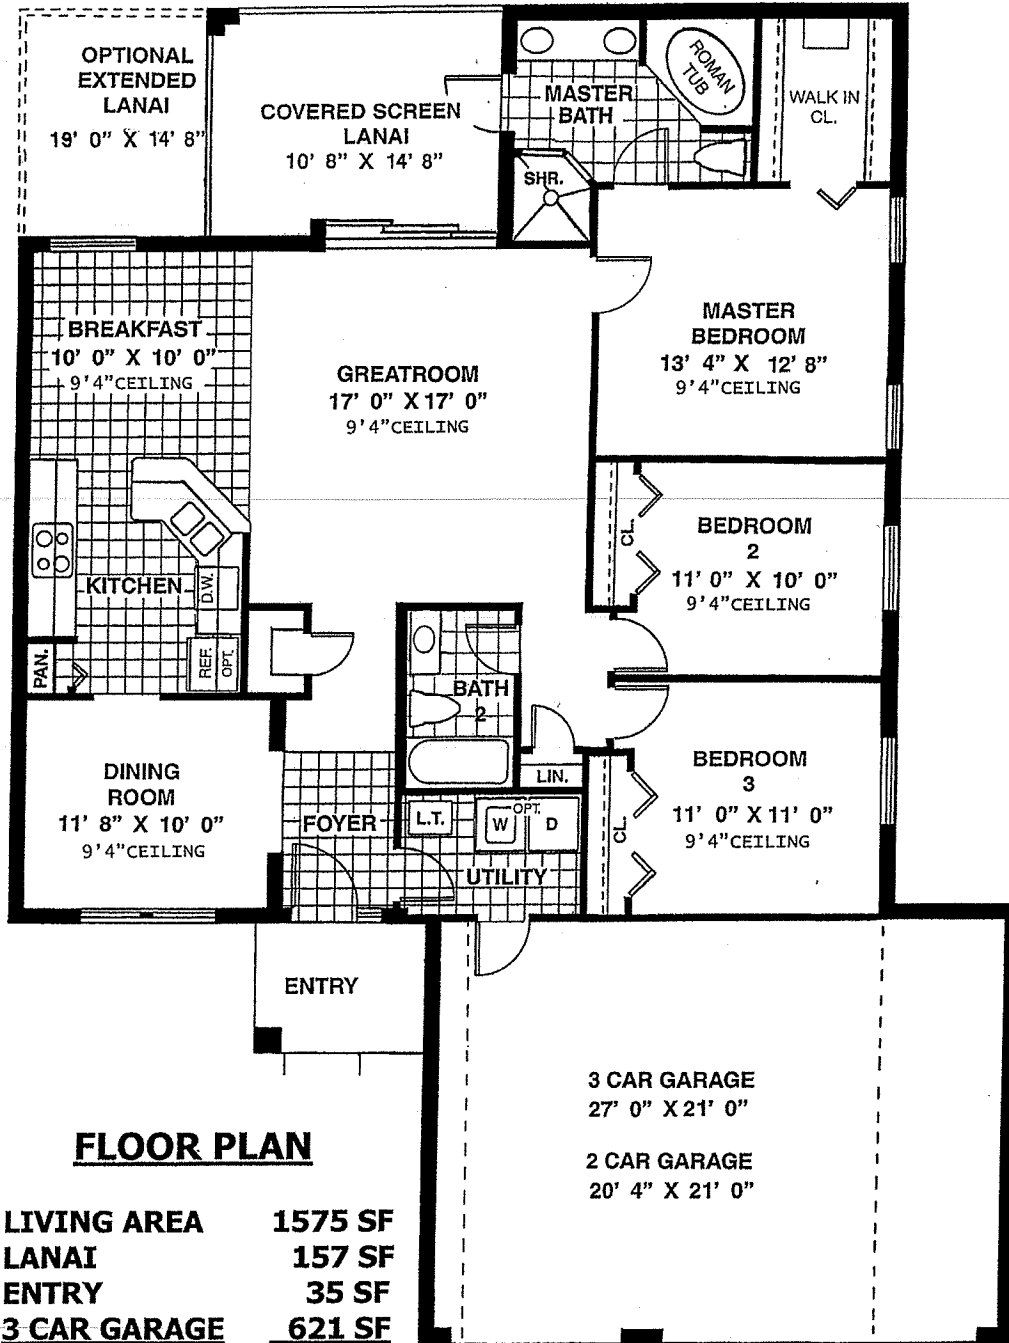 OPTIONAL
EXTENDED
LANAI
19' 0" X 14' 8"
COVERED SCREEN
LANAI
10' 8" X 14' 8"
MASTER
BATH
ROMAN
TUB
WALK IN
CL.
SHR.
BREAKFAST
10' 0" X 10' 0"
9'4"CEILING
GREATROOM
17' 0" X 17' 0"
9'4"CEILING
MASTER
BEDROOM
13' 4" X 12' 8"
9'4"CEILING
CL.
BEDROOM
2
11' 0" X 10' 0"
9'4"CEILING
KITCHEN
D.W.
REF.
OPT.
PAN.
BATH
2
LIN.
DINING
ROOM
11' 8" X 10' 0"
9'4"CEILING
FOYER
L.T.
OPT.
W
D
UTILITY
CL.
BEDROOM
3
11' 0" X 11' 0"
9'4"CEILING
ENTRY
3 CAR GARAGE
27' 0" X 21' 0"
2 CAR GARAGE
20' 4" X 21' 0"
FLOOR PLAN
LIVING AREA 1575 SF
LANAI 157 SF
ENTRY 35 SF
3 CAR GARAGE 621 SF